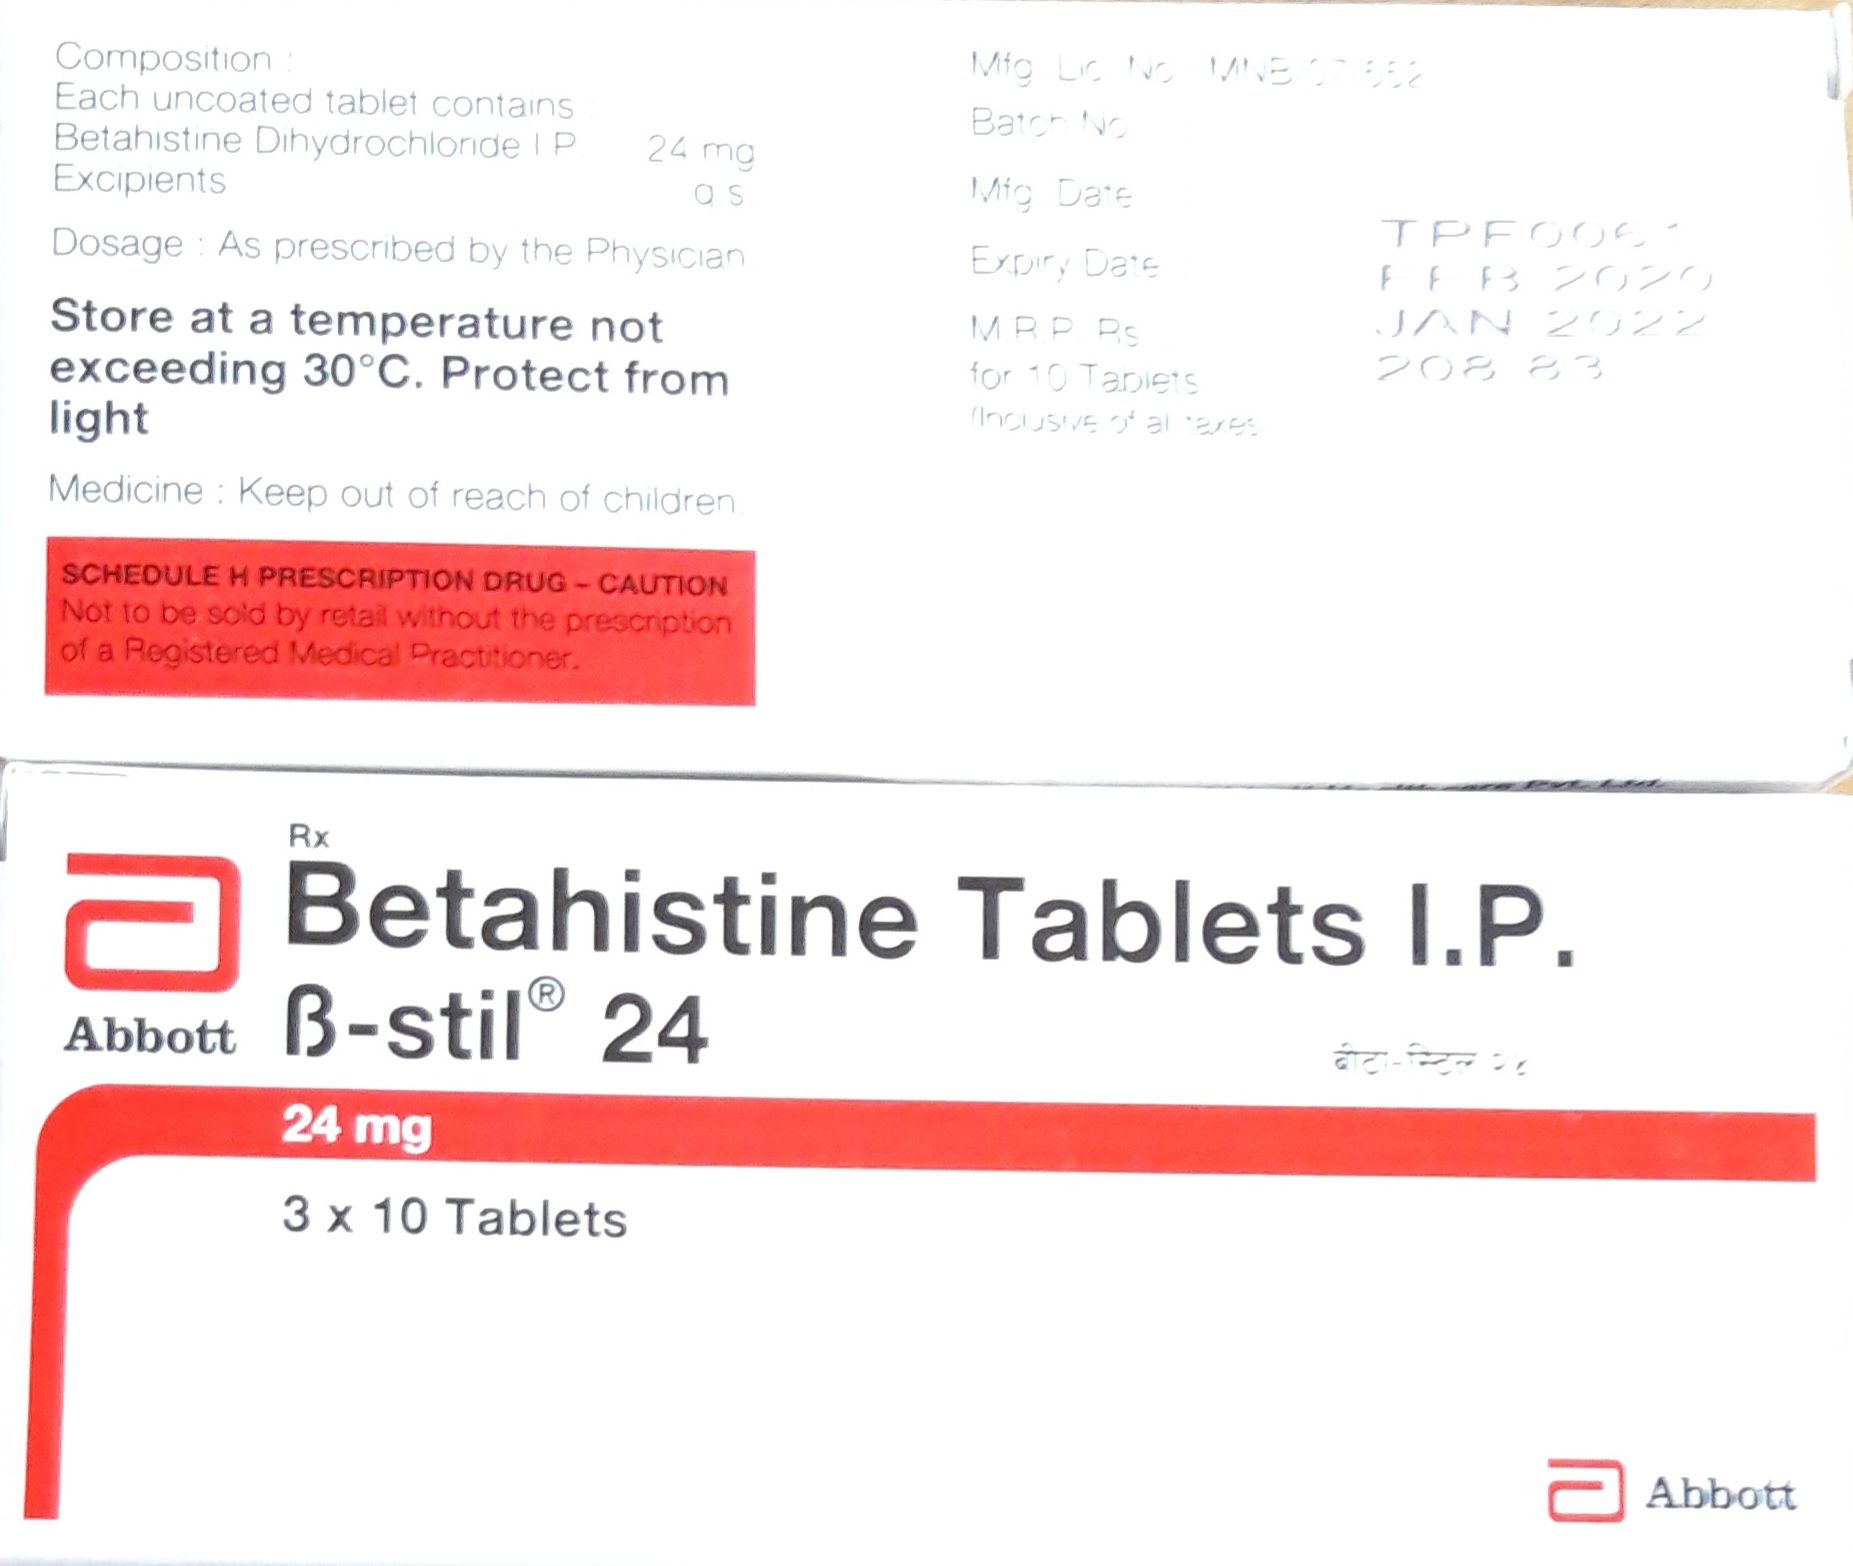 Composition :
Each uncoated tablet contains
Betahistine Dihydrochloride I.P. 24 mg
Excipients q.s
Dosage : As prescribed by the Physician
Store at a temperature not
exceeding 30°C. Protect from
light
Medicine : Keep out of reach of children.
SCHEDULE H PRESCRIPTION DRUG – CAUTION
Not to be sold by retail without the prescription
of a Registered Medical Practitioner.
Mfg Lic No MNB
Batch No
Mfg Date
Expiry Date
M.R.P. Rs
for 10 Tablets
(Inclusive of all taxes
TPF0061
FEB 2020
JAN 2022
208 83
Rx
Betahistine Tablets I.P.
ß-stil® 24
बीटा-स्टिल २४
Abbott
24 mg
3 x 10 Tablets
Abbott